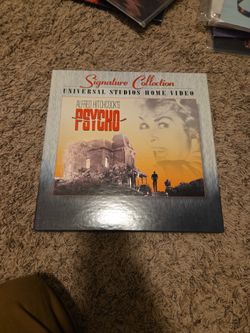 Signature Collection
UNIVERSAL STUDIOS HOME VIDEO
ALFRED HITCHCOCK'S
PSYCHO